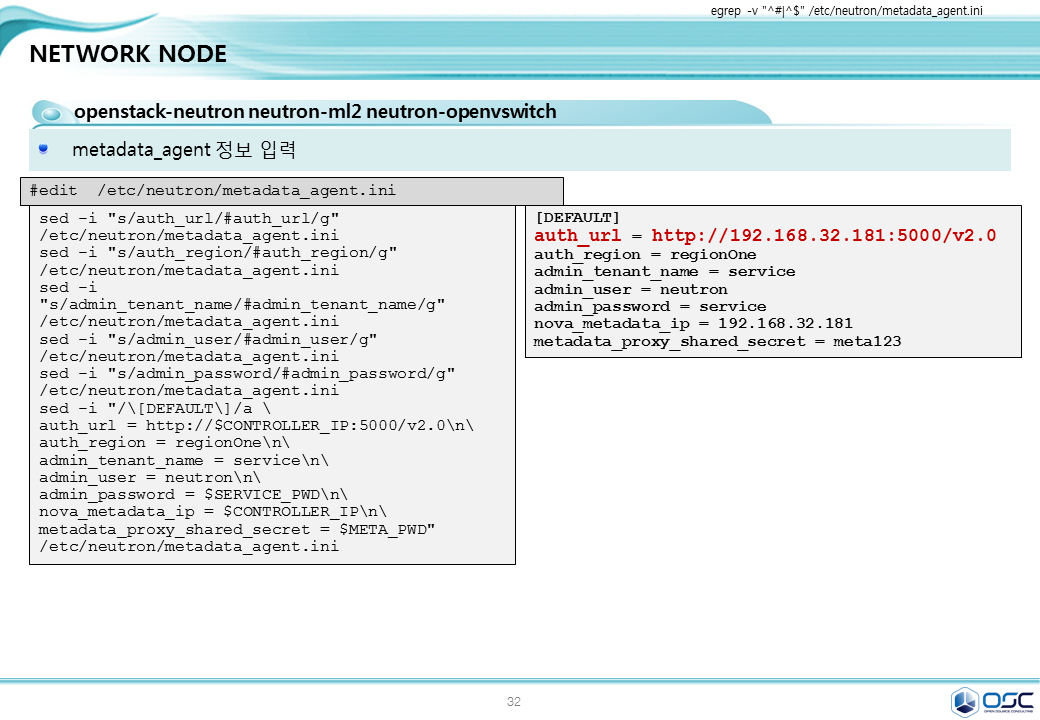 egrep -v "^#|^$" /etc/neutron/metadata_agent.ini
NETWORK NODE
openstack-neutron neutron-ml2 neutron-openvswitch
metadata_agent 정보 입력
#edit /etc/neutron/metadata_agent.ini
sed -i "s/auth_url/#auth_url/g"
/etc/neutron/metadata_agent.ini
sed -i "s/auth_region/#auth_region/g"
/etc/neutron/metadata_agent.ini
sed -i
"s/admin_tenant_name/#admin_tenant_name/g"
/etc/neutron/metadata_agent.ini
sed -i "s/admin_user/#admin_user/g"
/etc/neutron/metadata_agent.ini
sed -i "s/admin_password/#admin_password/g"
/etc/neutron/metadata_agent.ini
sed -i "/\[DEFAULT\]/a \
auth_url = http://$CONTROLLER_IP:5000/v2.0\n\
auth_region = regionOne\n\
admin_tenant_name = service\n\
admin_user = neutron\n\
admin_password = $SERVICE_PWD\n\
nova_metadata_ip = $CONTROLLER_IP\n\
metadata_proxy_shared_secret = $META_PWD"
/etc/neutron/metadata_agent.ini
[DEFAULT]
auth_url = http://192.168.32.181:5000/v2.0
auth_region = regionOne
admin_tenant_name = service
admin_user = neutron
admin_password = service
nova_metadata_ip = 192.168.32.181
metadata_proxy_shared_secret = meta123
32
OSC
OPEN SOURCE CONSULTING